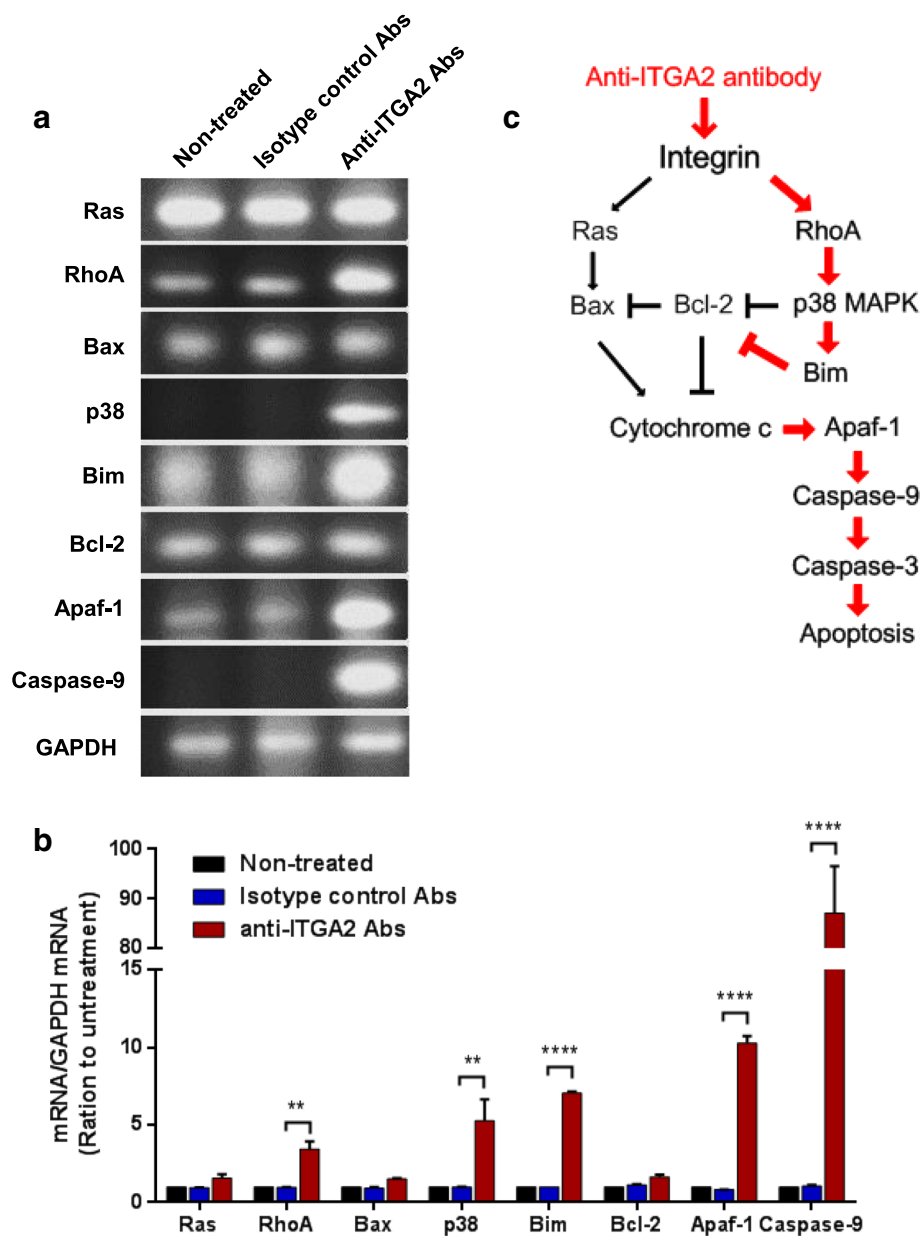 a
Non-treated
Isotype control Abs
Anti-ITGA2 Abs
Ras
RhoA
Bax
p38
Bim
Bcl-2
Apaf-1
Caspase-9
GAPDH
c
Anti-ITGA2 antibody
Integrin
Ras RhoA
Bax Bcl-2 p38 MAPK
Bim
Cytochrome c Apaf-1
Caspase-9
Caspase-3
Apoptosis
b
mRNA/GAPDH mRNA
(Ration to untreatment)
100
90
80
15
10
5
0
Non-treated
Isotype control Abs
anti-ITGA2 Abs
**
**
****
****
****
Ras RhoA Bax p38 Bim Bcl-2 Apaf-1 Caspase-9